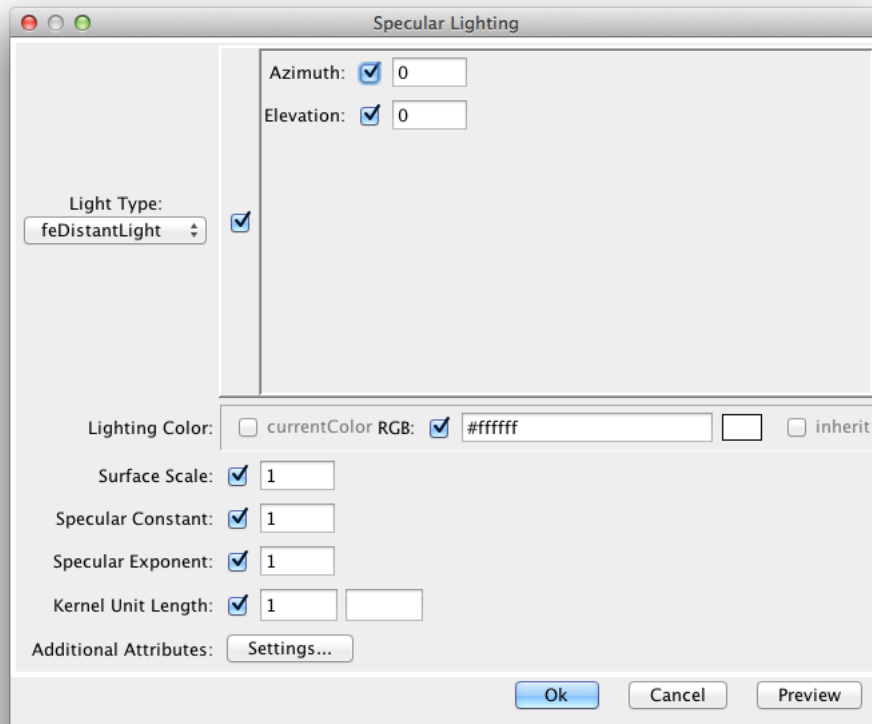 Specular Lighting
Azimuth: 0
Elevation: 0
Light Type:
feDistantLight
Lighting Color: currentColor RGB: #ffffff inherit
Surface Scale: 1
Specular Constant: 1
Specular Exponent: 1
Kernel Unit Length: 1
Additional Attributes: Settings...
Ok Cancel Preview